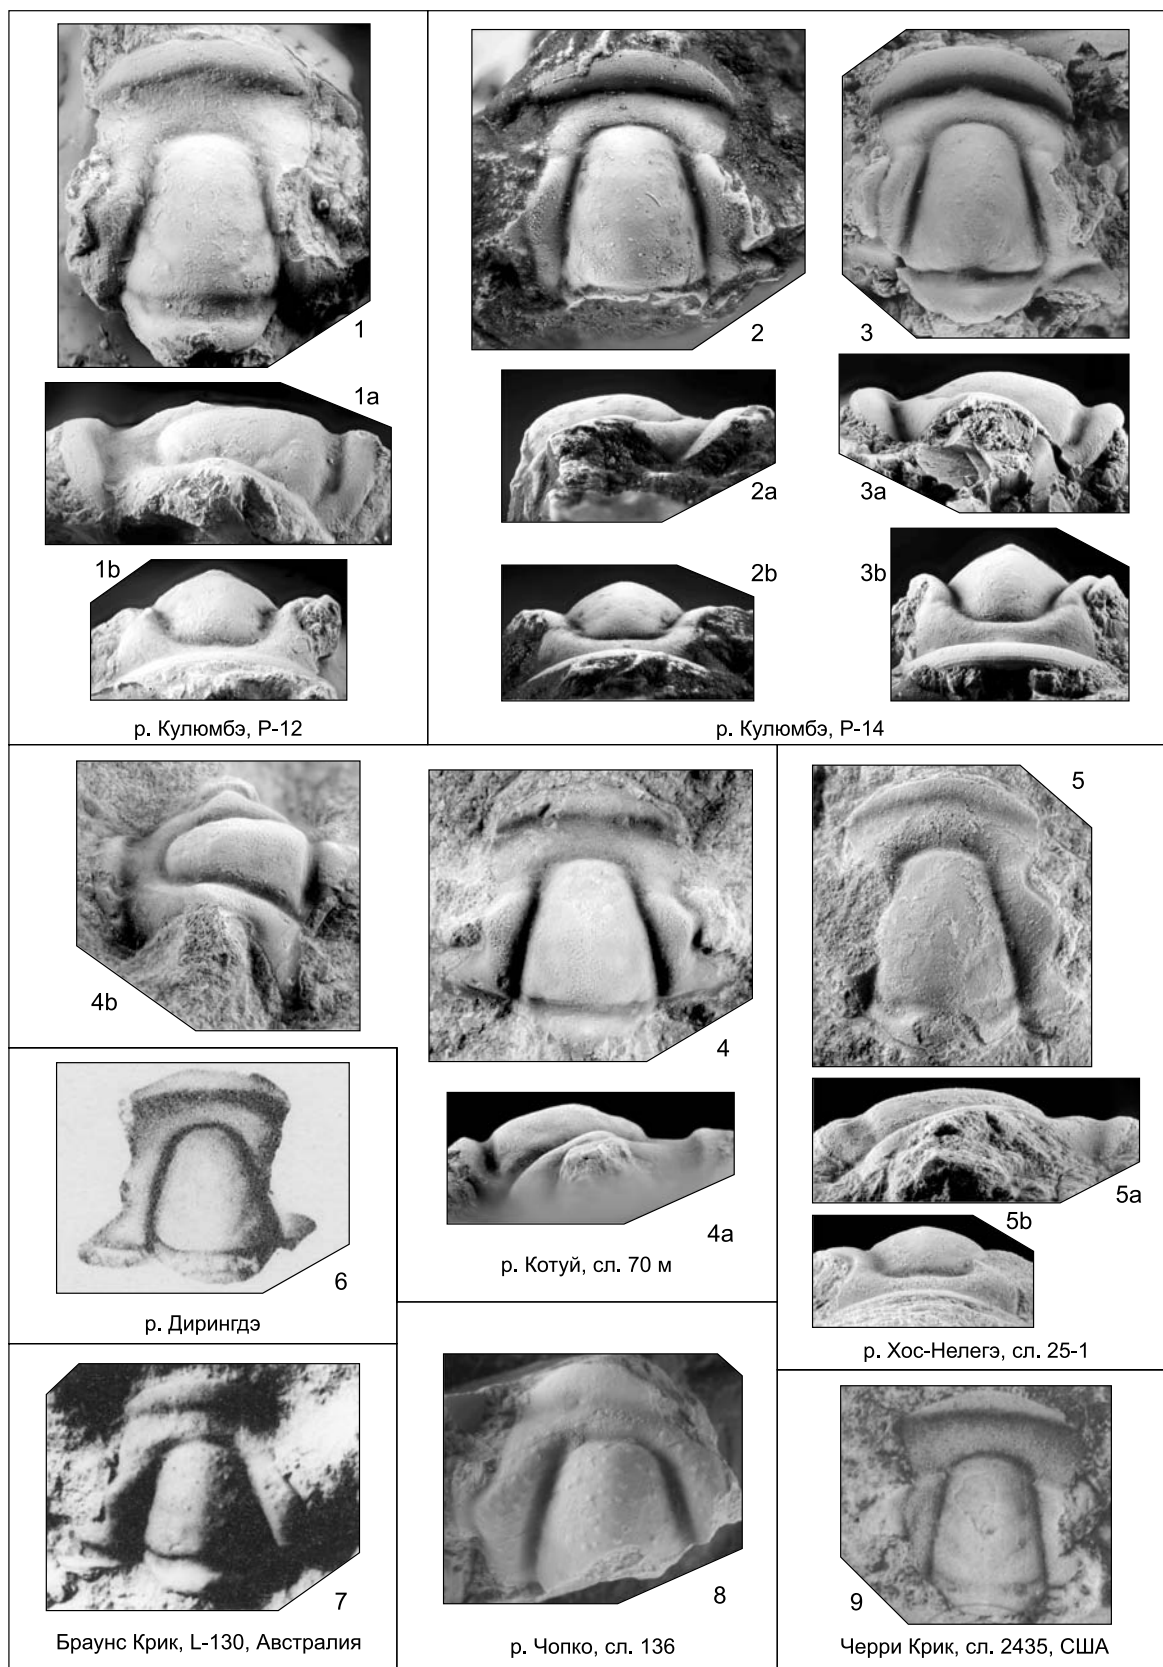 1
1a
1b
р. Кулюмбэ, Р-12
2
3
2a
3a
2b
3b
р. Кулюмбэ, Р-14
4b
4
4a
р. Котуй, сл. 70 м
5
5a
5b
р. Хос-Нелегэ, сл. 25-1
6
р. Дирингдэ
7
Браунс Крик, L-130, Австралия
8
р. Чопко, сл. 136
9
Черри Крик, сл. 2435, США